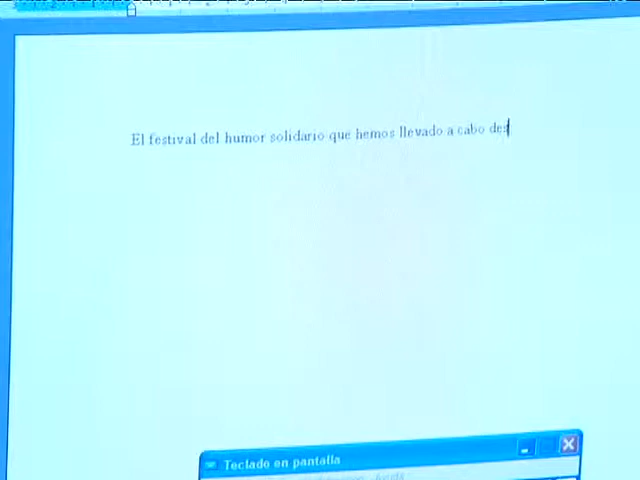 El festival del humor solidario que hemos llevado a cabo des
Teclado en pantalla